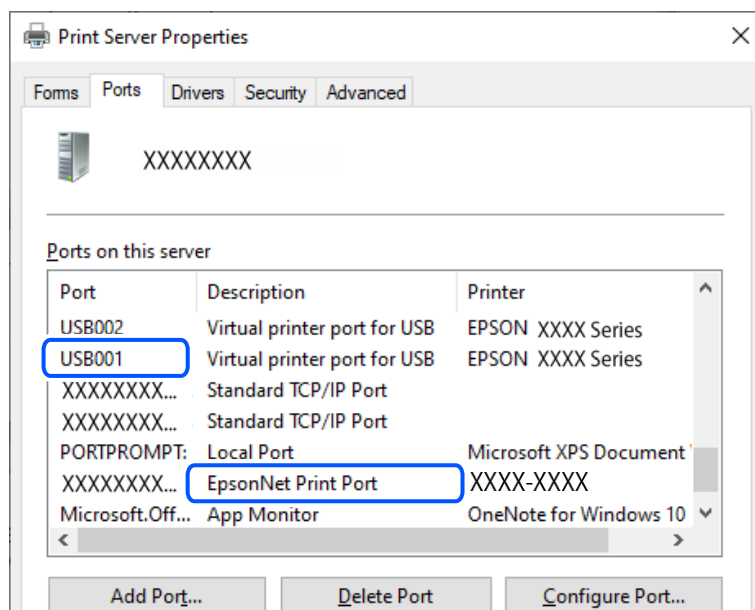 Print Server Properties
Forms Ports Drivers Security Advanced
XXXXXXXX
Ports on this server
Port Description Printer
USB002 Virtual printer port for USB EPSON XXXX Series
USB001 Virtual printer port for USB EPSON XXXX Series
XXXXXXXX... Standard TCP/IP Port
XXXXXXXX... Standard TCP/IP Port
PORTPROMPT: Local Port Microsoft XPS Document
XXXXXXXX... EpsonNet Print Port XXXX-XXXX
Microsoft.Off... App Monitor OneNote for Windows 10
Add Port... Delete Port Configure Port...